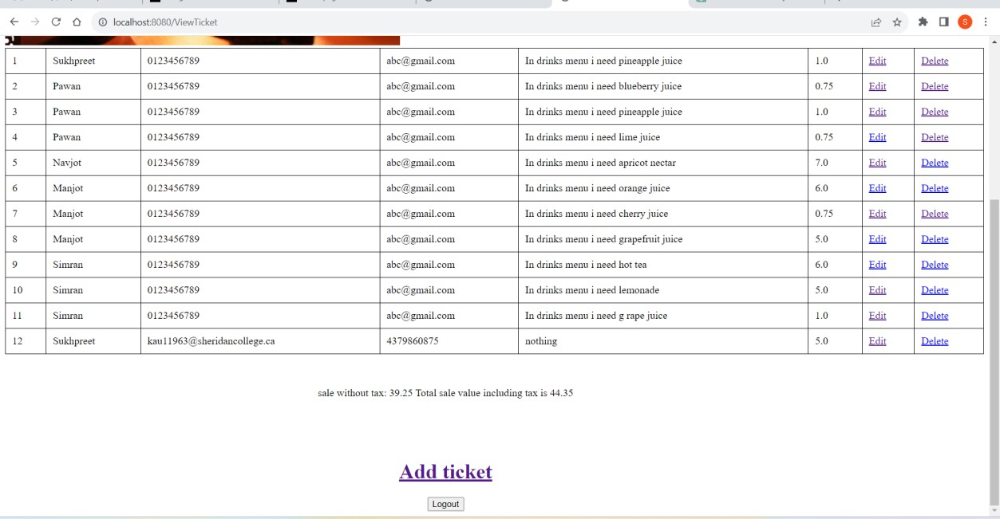 localhost:8080/ViewTicket
S
1 Sukhpreet 0123456789 abc@gmail.com In drinks menu i need pineapple juice 1.0 Edit Delete
2 Pawan 0123456789 abc@gmail.com In drinks menu i need blueberry juice 0.75 Edit Delete
3 Pawan 0123456789 abc@gmail.com In drinks menu i need pineapple juice 1.0 Edit Delete
4 Pawan 0123456789 abc@gmail.com In drinks menu i need lime juice 0.75 Edit Delete
5 Navjot 0123456789 abc@gmail.com In drinks menu i need apricot nectar 7.0 Edit Delete
6 Manjot 0123456789 abc@gmail.com In drinks menu i need orange juice 6.0 Edit Delete
7 Manjot 0123456789 abc@gmail.com In drinks menu i need cherry juice 0.75 Edit Delete
8 Manjot 0123456789 abc@gmail.com In drinks menu i need grapefruit juice 5.0 Edit Delete
9 Simran 0123456789 abc@gmail.com In drinks menu i need hot tea 6.0 Edit Delete
10 Simran 0123456789 abc@gmail.com In drinks menu i need lemonade 5.0 Edit Delete
11 Simran 0123456789 abc@gmail.com In drinks menu i need g rape juice 1.0 Edit Delete
12 Sukhpreet kau11963@sheridancollege.ca 4379860875 nothing 5.0 Edit Delete
sale without tax: 39.25 Total sale value including tax is 44.35
Add ticket
Logout